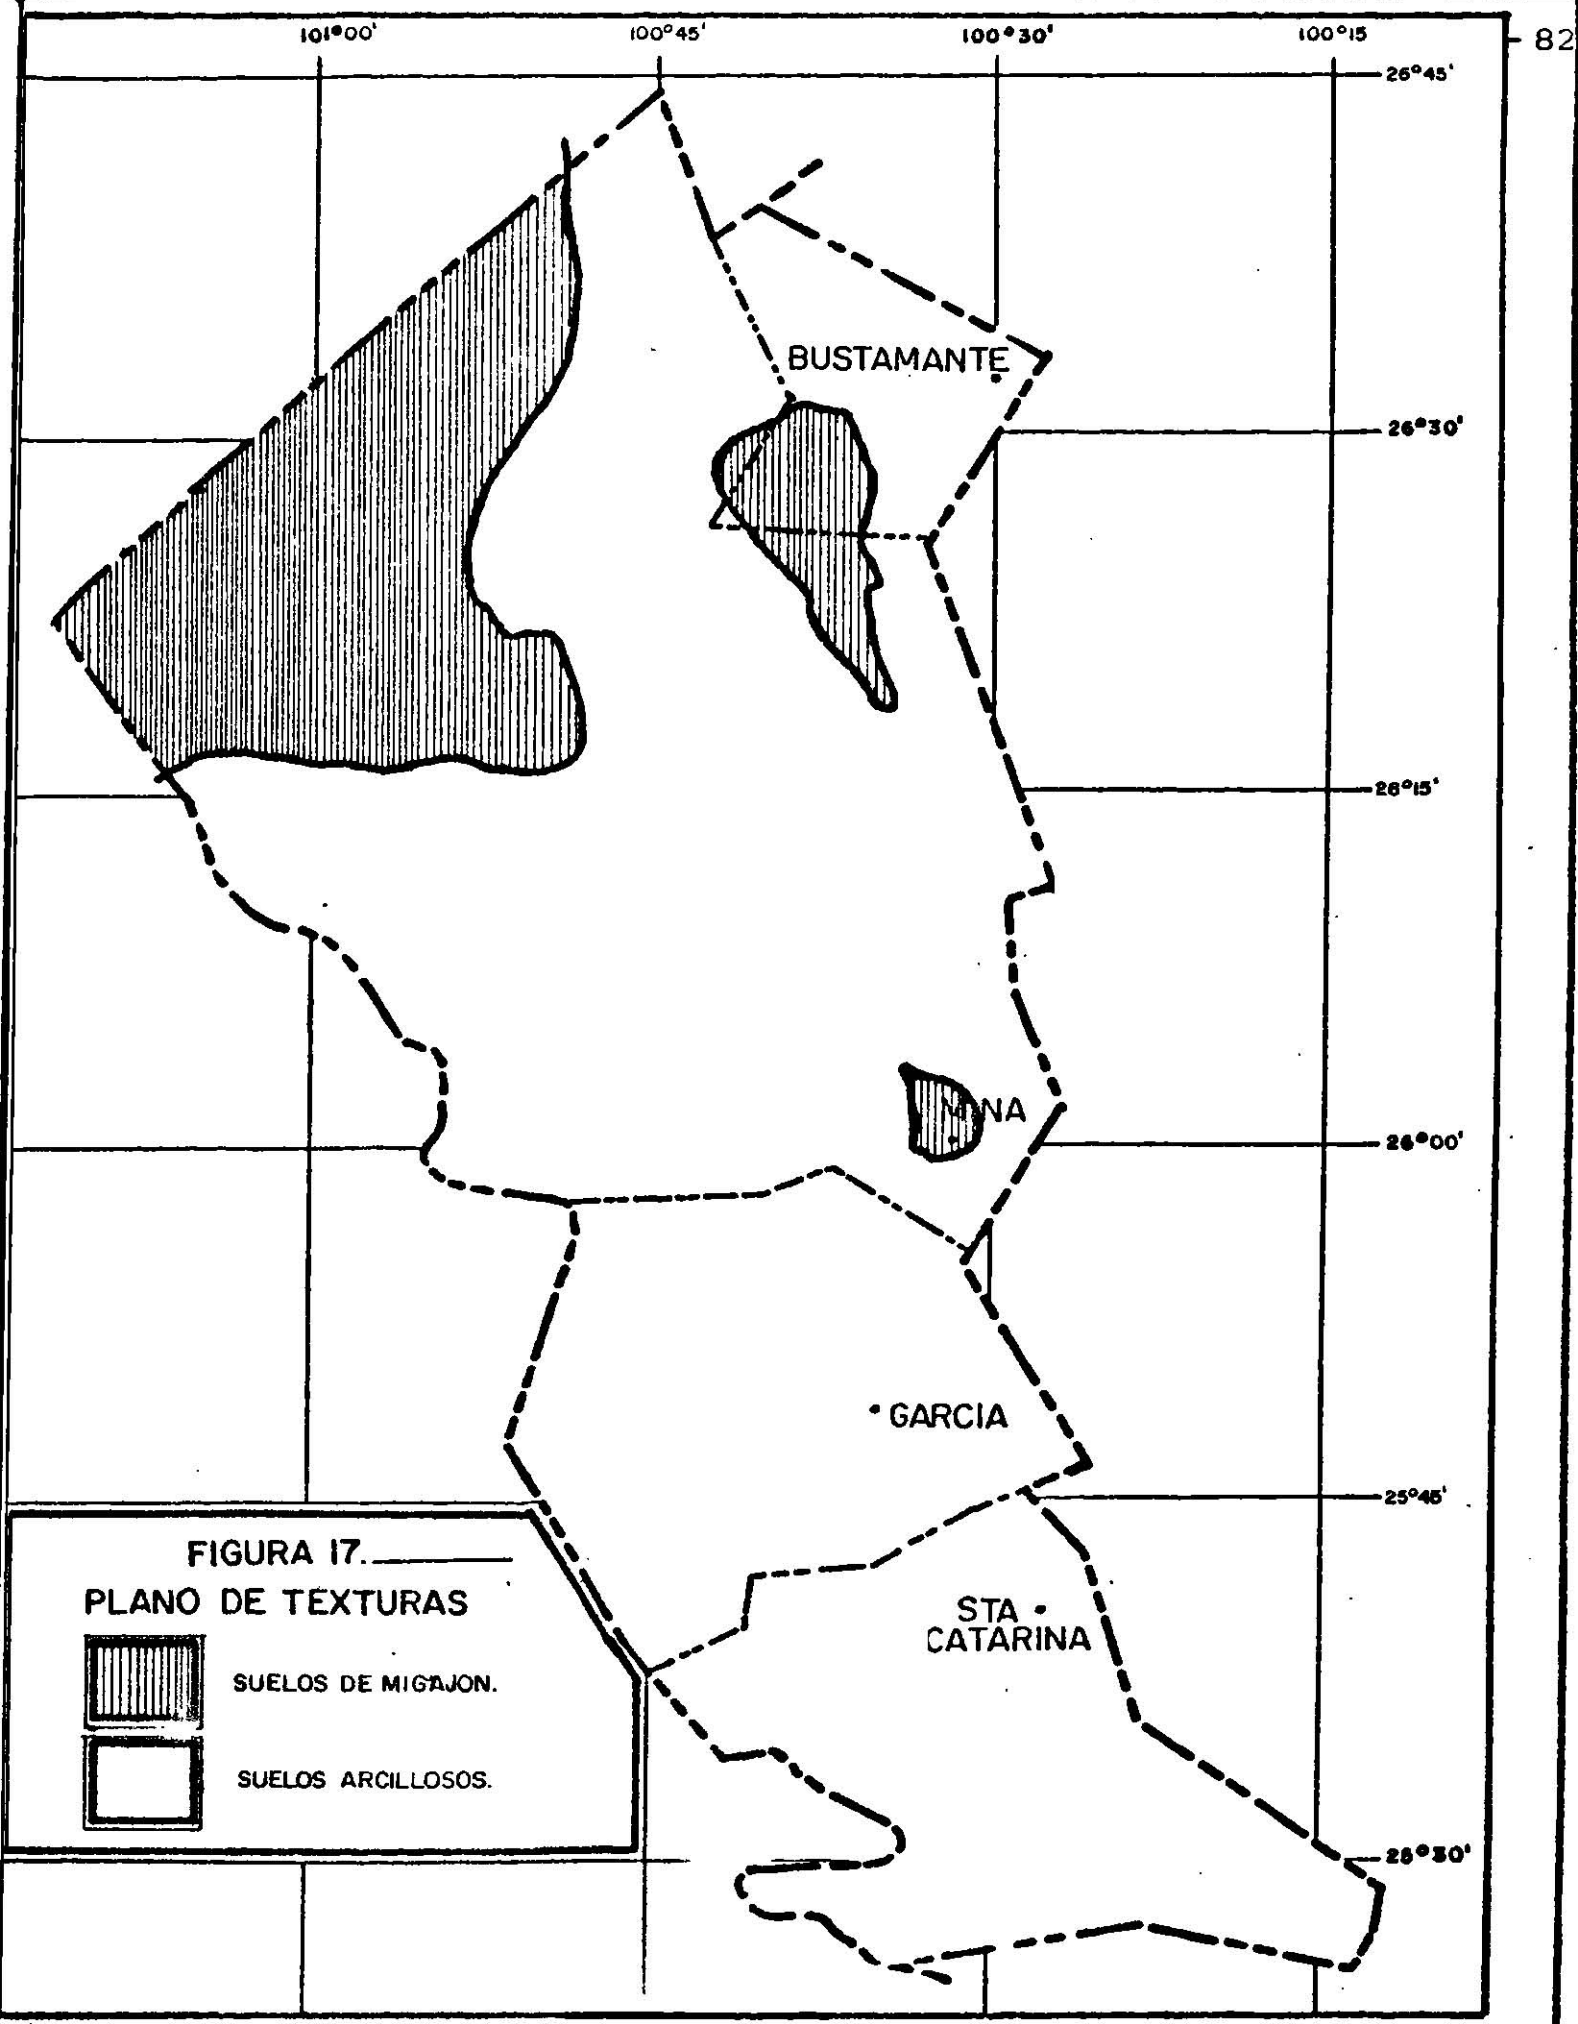 101°00' 100°45' 100°30' 100°15
82
26°45'
BUSTAMANTE
26°30'
26°15'
MINA
26°00'
GARCIA
25°45'
FIGURA 17.
PLANO DE TEXTURAS
STA
CATARINA
SUELOS DE MIGAJON.
SUELOS ARCILLOSOS.
25°30'